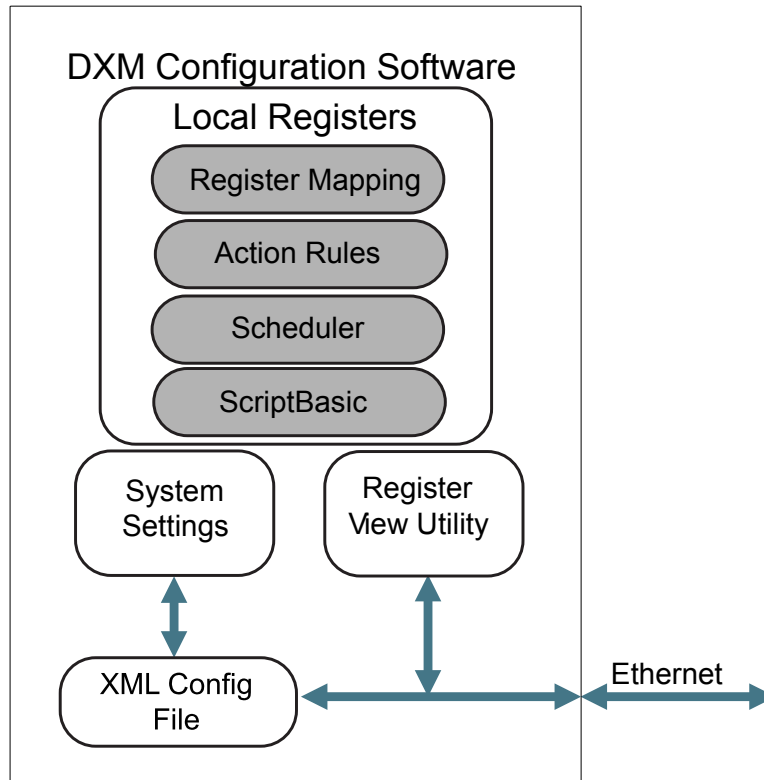 DXM Configuration Software
Local Registers
Register Mapping
Action Rules
Scheduler
ScriptBasic
System
Settings
Register
View Utility
XML Config
File
Ethernet